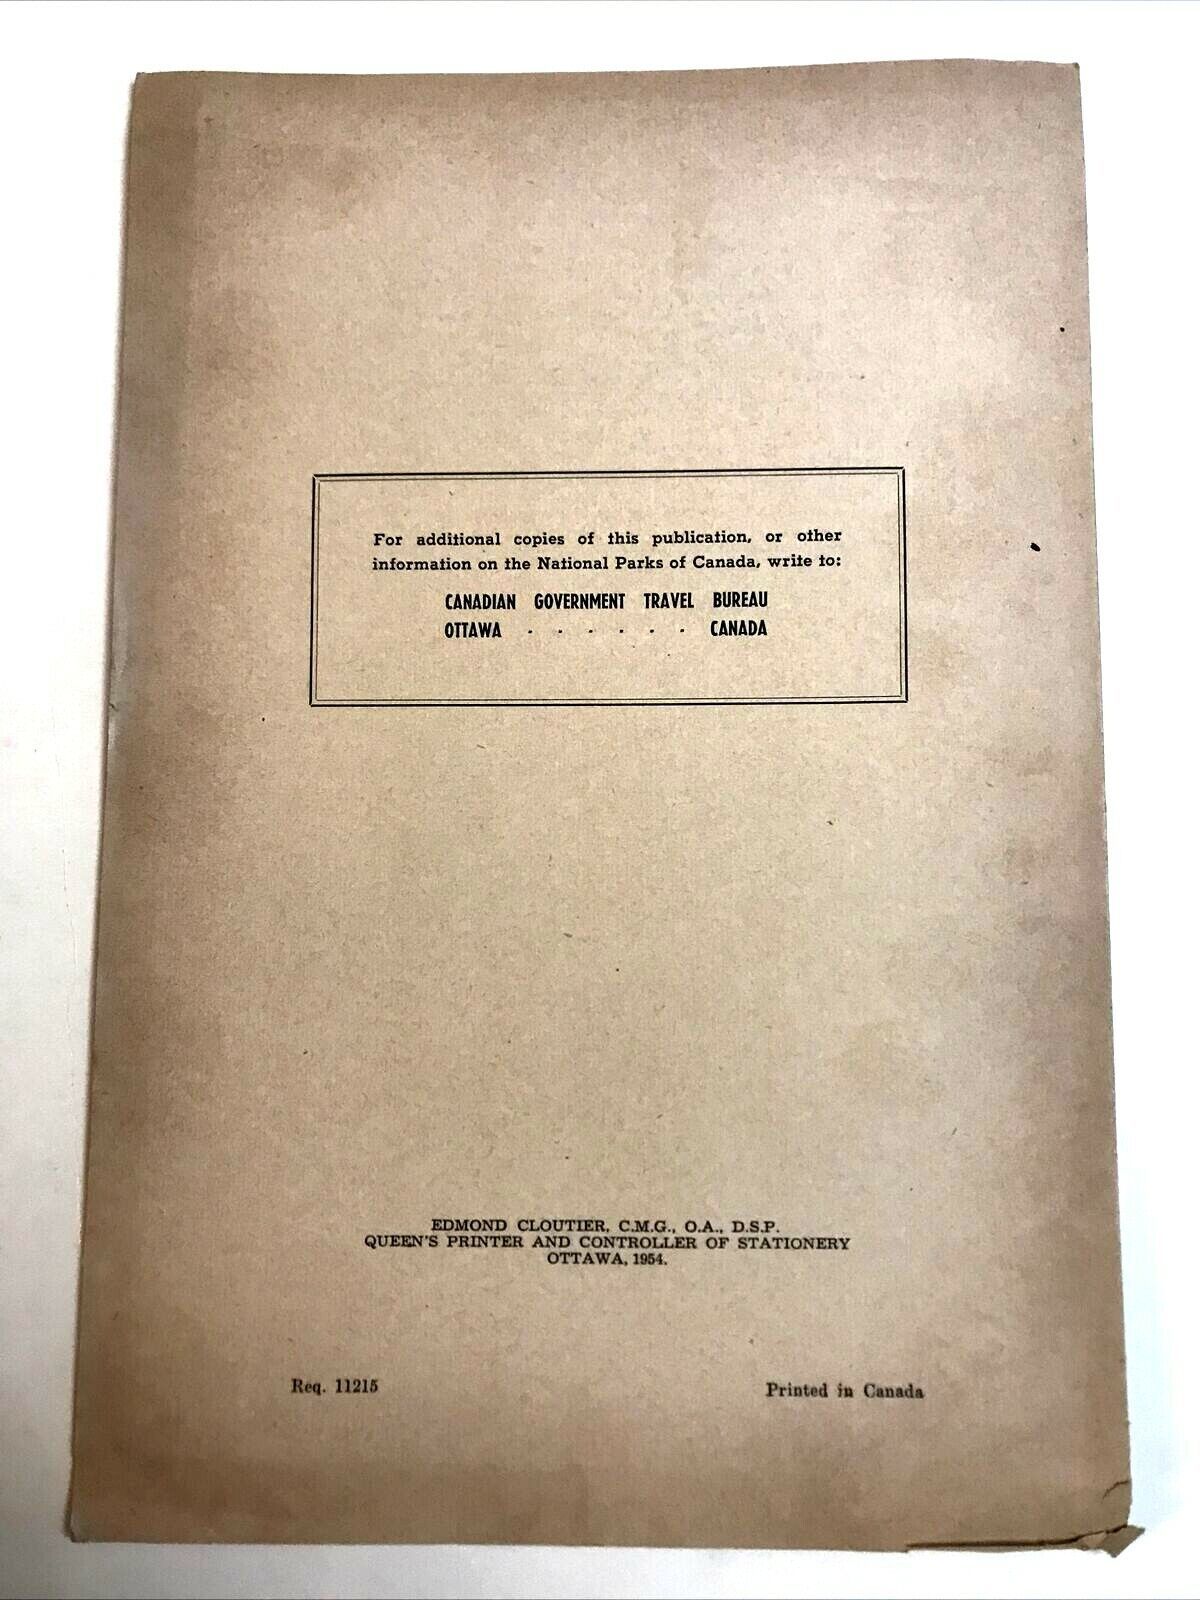 For additional copies of this publication, or other
information on the National Parks of Canada, write to:
CANADIAN GOVERNMENT TRAVEL BUREAU
OTTAWA - - - - - - CANADA
EDMOND CLOUTIER, C.M.G., O.A., D.S.P.
QUEEN'S PRINTER AND CONTROLLER OF STATIONERY
OTTAWA, 1954.
Req. 11215
Printed in Canada